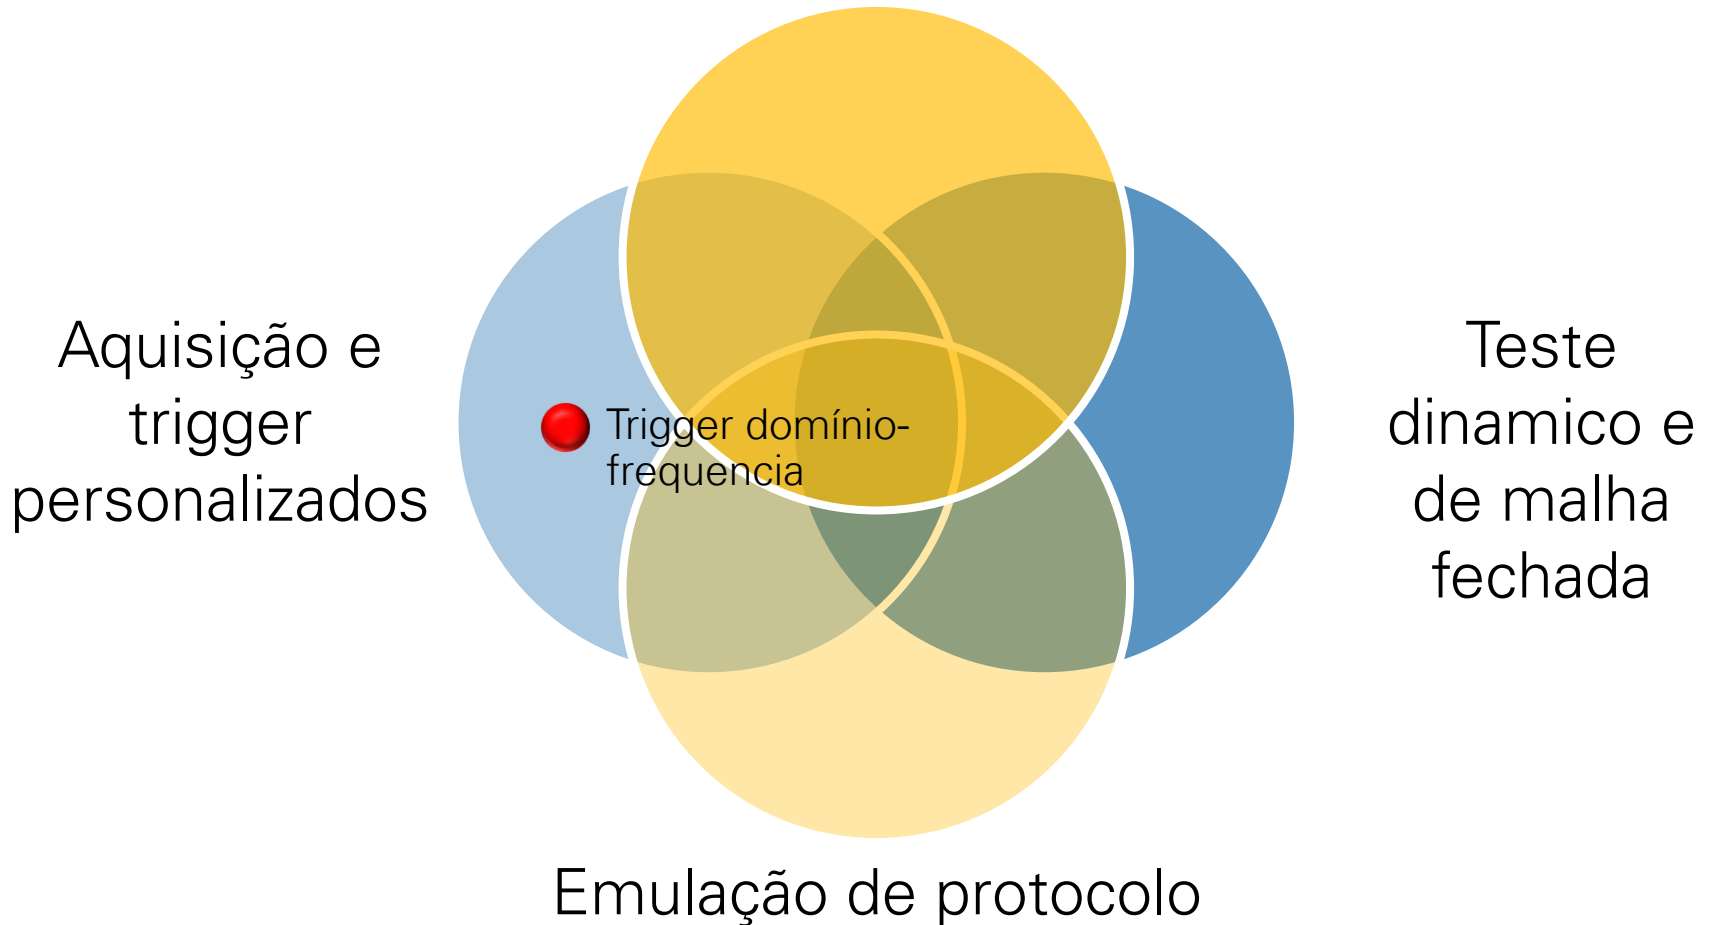 Aquisição e
trigger
personalizados
Trigger domínio-
frequencia
Teste
dinamico e
de malha
fechada
Emulação de protocolo